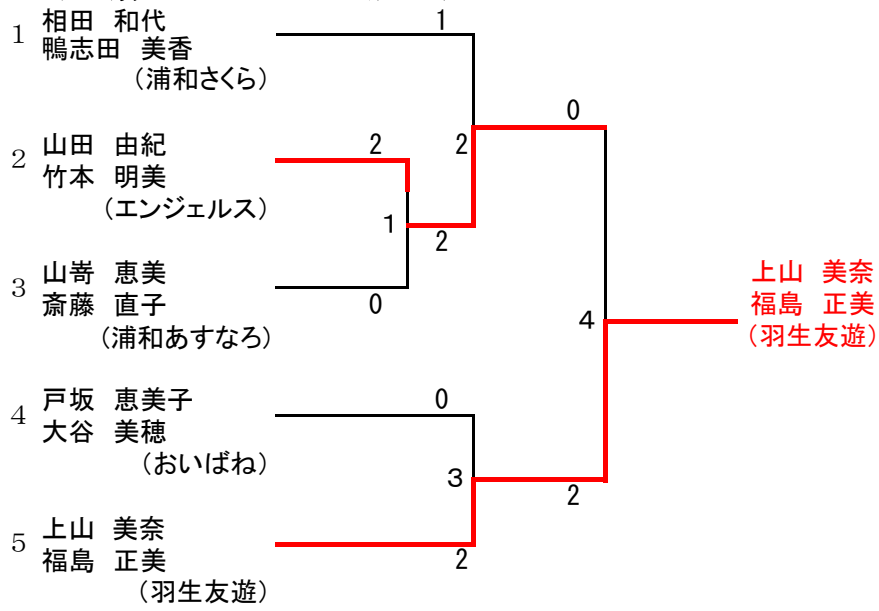 1 相田 和代 1
鴨志田 美香
(浦和さくら)
0
2 山田 由紀 2 2
竹本 明美
(エンジェルス)
1 2
3 山嵜 恵美
斎藤 直子 0
(浦和あすなろ)
上山 美奈
4 福島 正美
(羽生友遊)
4 戸坂 恵美子 0
大谷 美穂
(おいばね)
3 2
5 上山 美奈
福島 正美 2
(羽生友遊)